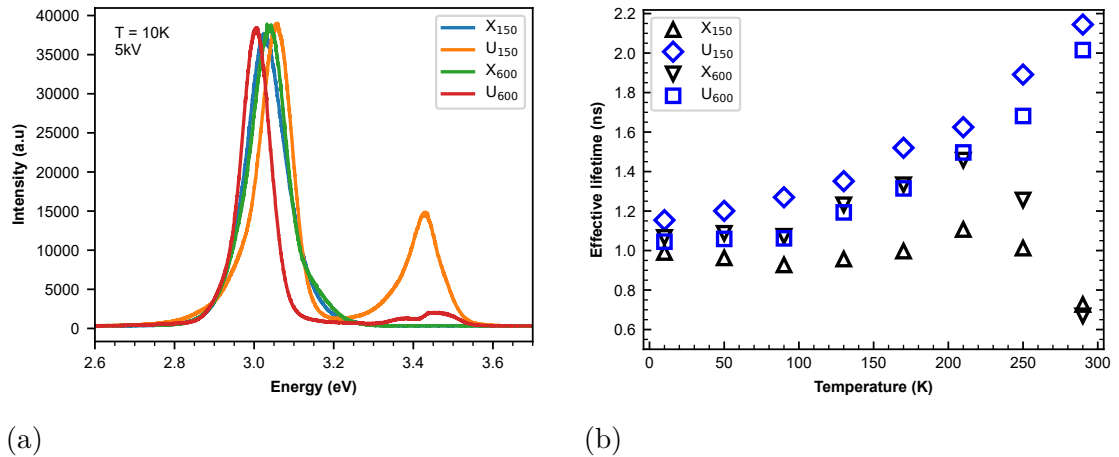 T = 10K
5kV
X150
U150
X600
U600
40000
35000
30000
25000
20000
15000
10000
5000
0
Intensity (a.u)
2.6 2.8 3.0 3.2 3.4 3.6
Energy (eV)
(a)
X150
U150
X600
U600
2.2
2.0
1.8
1.6
1.4
1.2
1.0
0.8
0.6
Effective lifetime (ns)
0 50 100 150 200 250 300
Temperature (K)
(b)